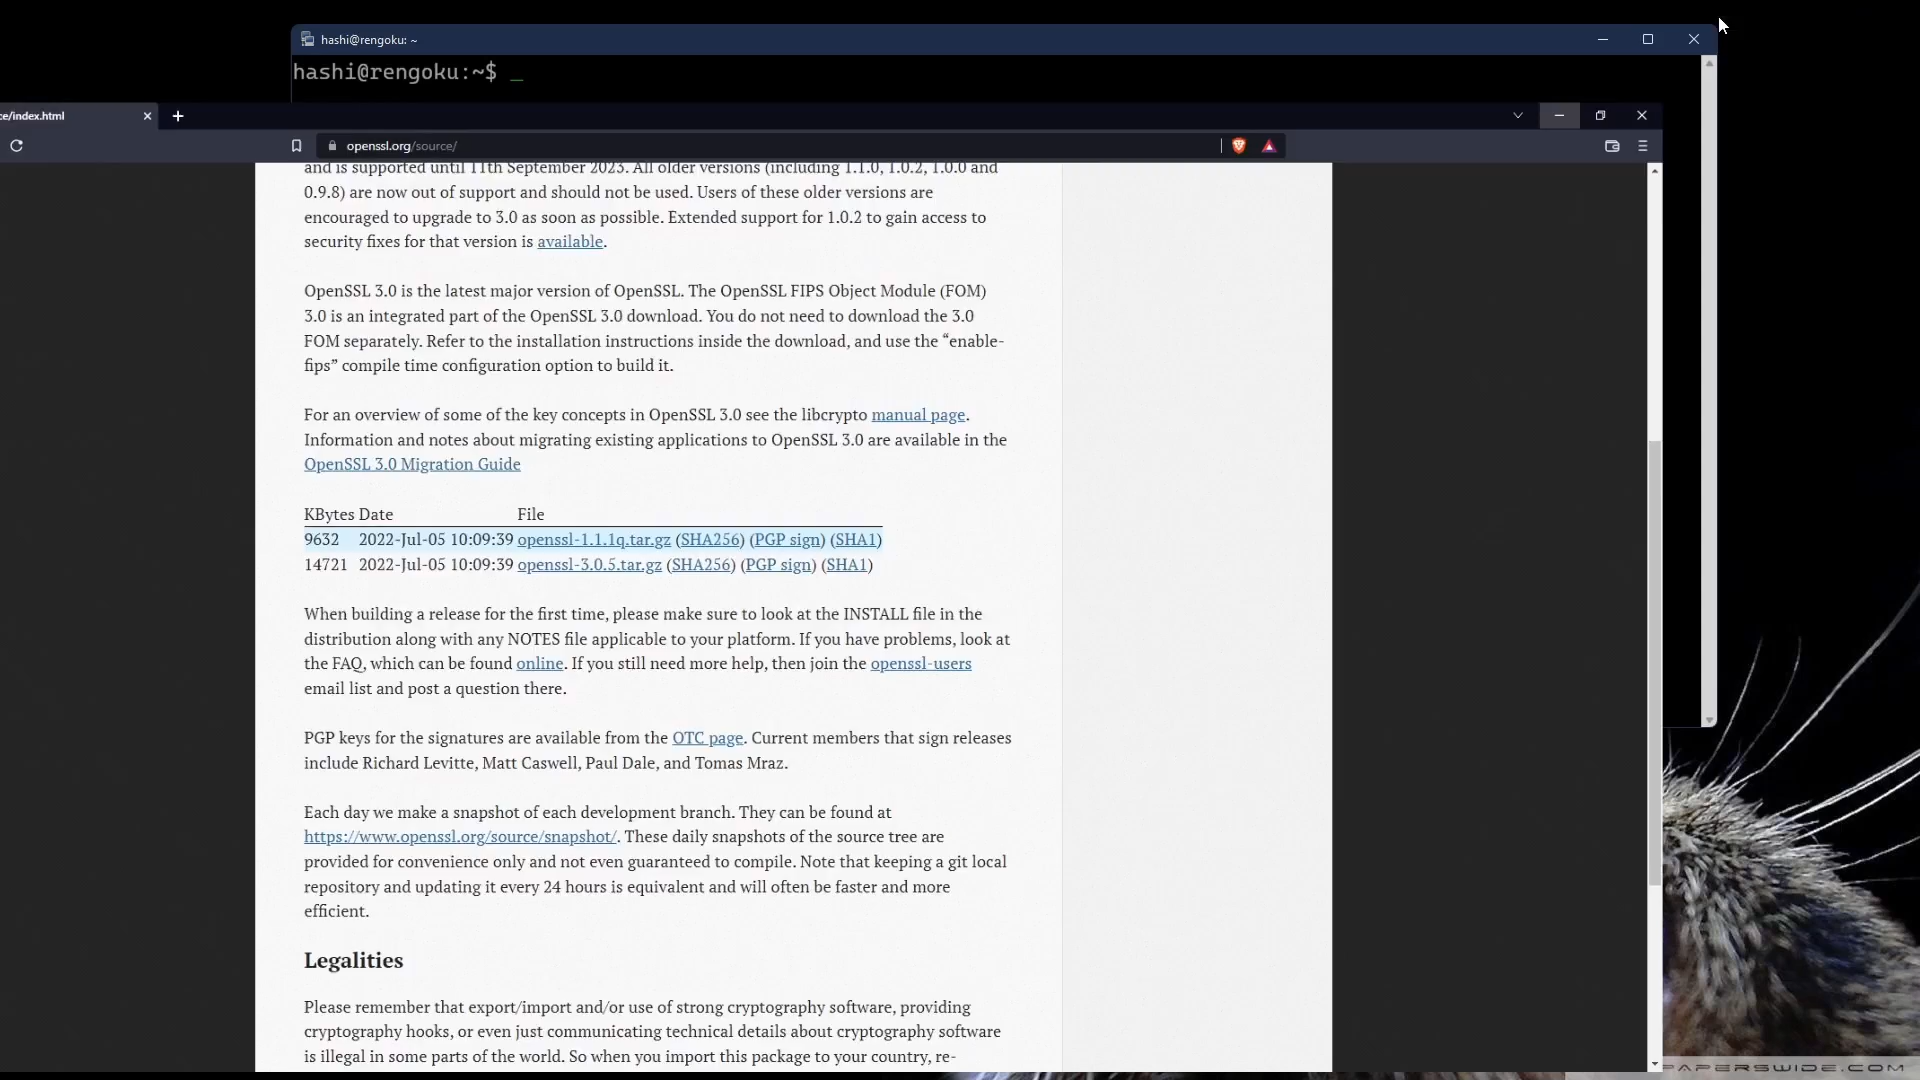 hashi@rengoku: ~
hashi@rengoku:~$ _
ce/index.html
openssl.org/source/
and is supported until 11th September 2023. All older versions (including 1.1.0, 1.0.2, 1.0.0 and
0.9.8) are now out of support and should not be used. Users of these older versions are
encouraged to upgrade to 3.0 as soon as possible. Extended support for 1.0.2 to gain access to
security fixes for that version is available.
OpenSSL 3.0 is the latest major version of OpenSSL. The OpenSSL FIPS Object Module (FOM)
3.0 is an integrated part of the OpenSSL 3.0 download. You do not need to download the 3.0
FOM separately. Refer to the installation instructions inside the download, and use the “enable-
fips” compile time configuration option to build it.
For an overview of some of the key concepts in OpenSSL 3.0 see the libcrypto manual page.
Information and notes about migrating existing applications to OpenSSL 3.0 are available in the
OpenSSL 3.0 Migration Guide
KBytes Date File
9632 2022-Jul-05 10:09:39 openssl-1.1.1q.tar.gz (SHA256) (PGP sign) (SHA1)
14721 2022-Jul-05 10:09:39 openssl-3.0.5.tar.gz (SHA256) (PGP sign) (SHA1)
When building a release for the first time, please make sure to look at the INSTALL file in the
distribution along with any NOTES file applicable to your platform. If you have problems, look at
the FAQ, which can be found online. If you still need more help, then join the openssl-users
email list and post a question there.
PGP keys for the signatures are available from the OTC page. Current members that sign releases
include Richard Levitte, Matt Caswell, Paul Dale, and Tomas Mraz.
Each day we make a snapshot of each development branch. They can be found at
https://www.openssl.org/source/snapshot/. These daily snapshots of the source tree are
provided for convenience only and not even guaranteed to compile. Note that keeping a git local
repository and updating it every 24 hours is equivalent and will often be faster and more
efficient.
Legalities
Please remember that export/import and/or use of strong cryptography software, providing
cryptography hooks, or even just communicating technical details about cryptography software
is illegal in some parts of the world. So when you import this package to your country, re-
PAPERSWIDE.COM